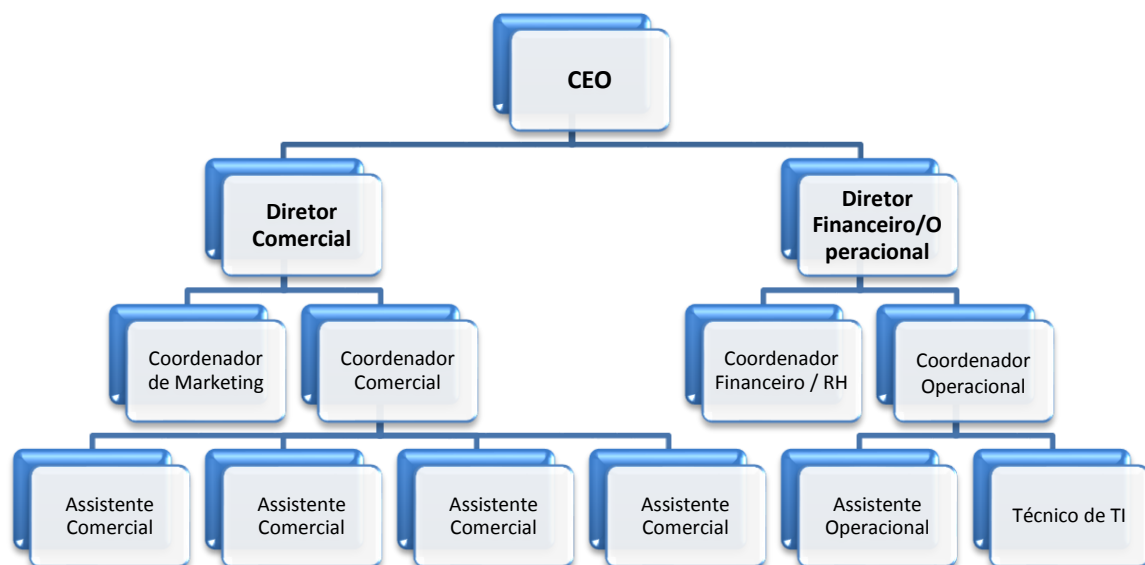 CEO
Diretor
Comercial
Diretor
Financeiro/O
peracional
Coordenador
de Marketing
Coordenador
Comercial
Coordenador
Financeiro / RH
Coordenador
Operacional
Assistente
Comercial
Assistente
Comercial
Assistente
Comercial
Assistente
Comercial
Assistente
Operacional
Técnico de TI